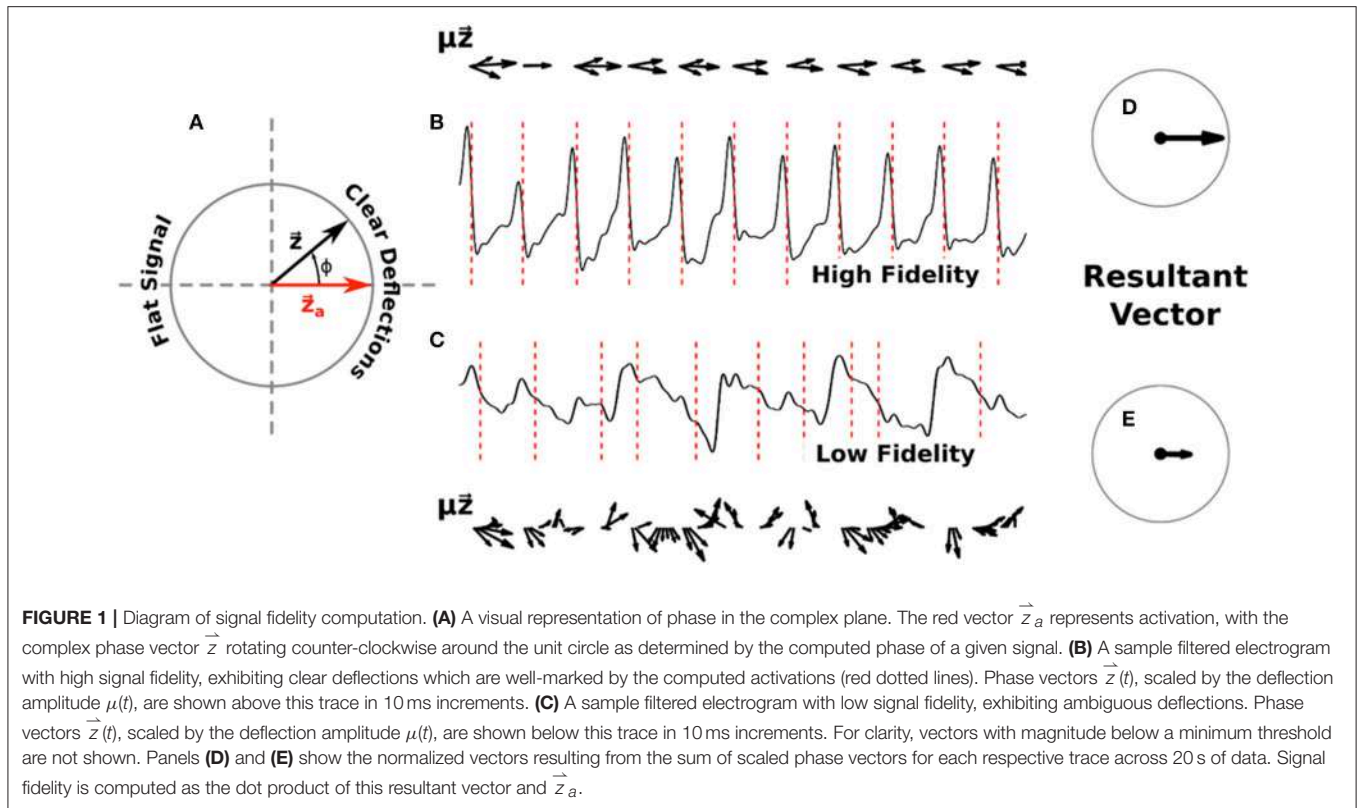 μz⃗
A
B
D
Flat Signal
Clear Deflections
z⃗
ϕ
z⃗a
High Fidelity
Resultant
Vector
C
E
Low Fidelity
μz⃗
FIGURE 1 | Diagram of signal fidelity computation. (A) A visual representation of phase in the complex plane. The red vector z⃗ a represents activation, with the
complex phase vector z⃗ rotating counter-clockwise around the unit circle as determined by the computed phase of a given signal. (B) A sample filtered electrogram
with high signal fidelity, exhibiting clear deflections which are well-marked by the computed activations (red dotted lines). Phase vectors z⃗ (t), scaled by the deflection
amplitude μ(t), are shown above this trace in 10 ms increments. (C) A sample filtered electrogram with low signal fidelity, exhibiting ambiguous deflections. Phase
vectors z⃗ (t), scaled by the deflection amplitude μ(t), are shown below this trace in 10 ms increments. For clarity, vectors with magnitude below a minimum threshold
are not shown. Panels (D) and (E) show the normalized vectors resulting from the sum of scaled phase vectors for each respective trace across 20 s of data. Signal
fidelity is computed as the dot product of this resultant vector and z⃗ a.